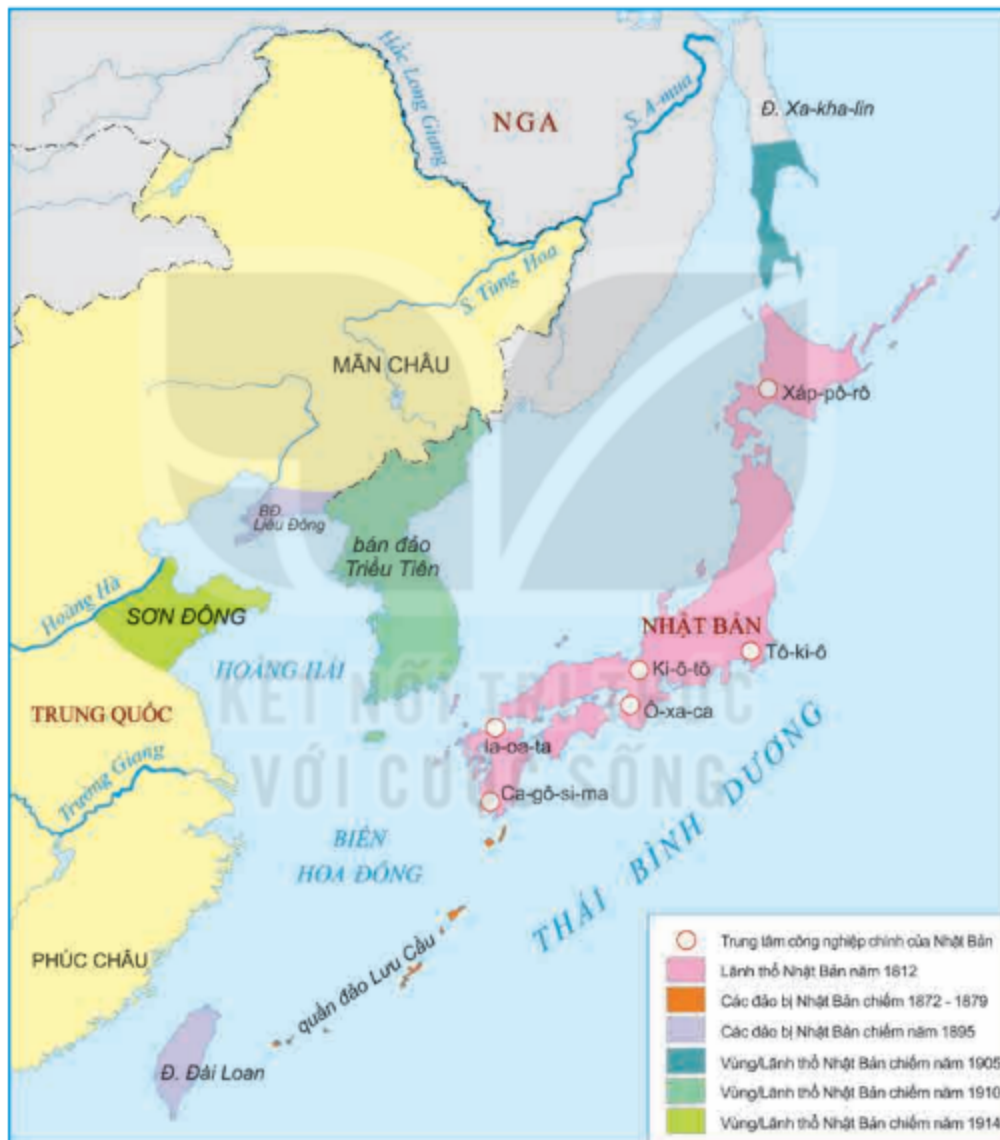 Hắc Long Giang
NGA
S. A-mua
Đ. Xa-kha-lin
S. Tùng Hoa
MÃN CHÂU
Xáp-pô-rô
BĐ.
Liêu Đông
bán đảo
Triều Tiên
Hoàng Hà
SƠN ĐÔNG
NHẬT BẢN
Tô-ki-ô
Ki-ô-tô
HOÀNG HẢI
KẾT NỐI TRI THỨC
Ô-xa-ca
TRUNG QUỐC
Ia-oa-ta
VỚI CUỘC SỐNG
Trường Giang
Ca-gô-si-ma
BIỂN
HOA ĐÔNG
THÁI BÌNH DƯƠNG
PHÚC CHÂU
quần đảo Lưu Cầu
Đ. Đài Loan
Trung tâm công nghiệp chính của Nhật Bản
Lãnh thổ Nhật Bản năm 1812
Các đảo bị Nhật Bản chiếm 1872 - 1879
Các đảo bị Nhật Bản chiếm năm 1895
Vùng/Lãnh thổ Nhật Bản chiếm năm 1905
Vùng/Lãnh thổ Nhật Bản chiếm năm 1910
Vùng/Lãnh thổ Nhật Bản chiếm năm 1914